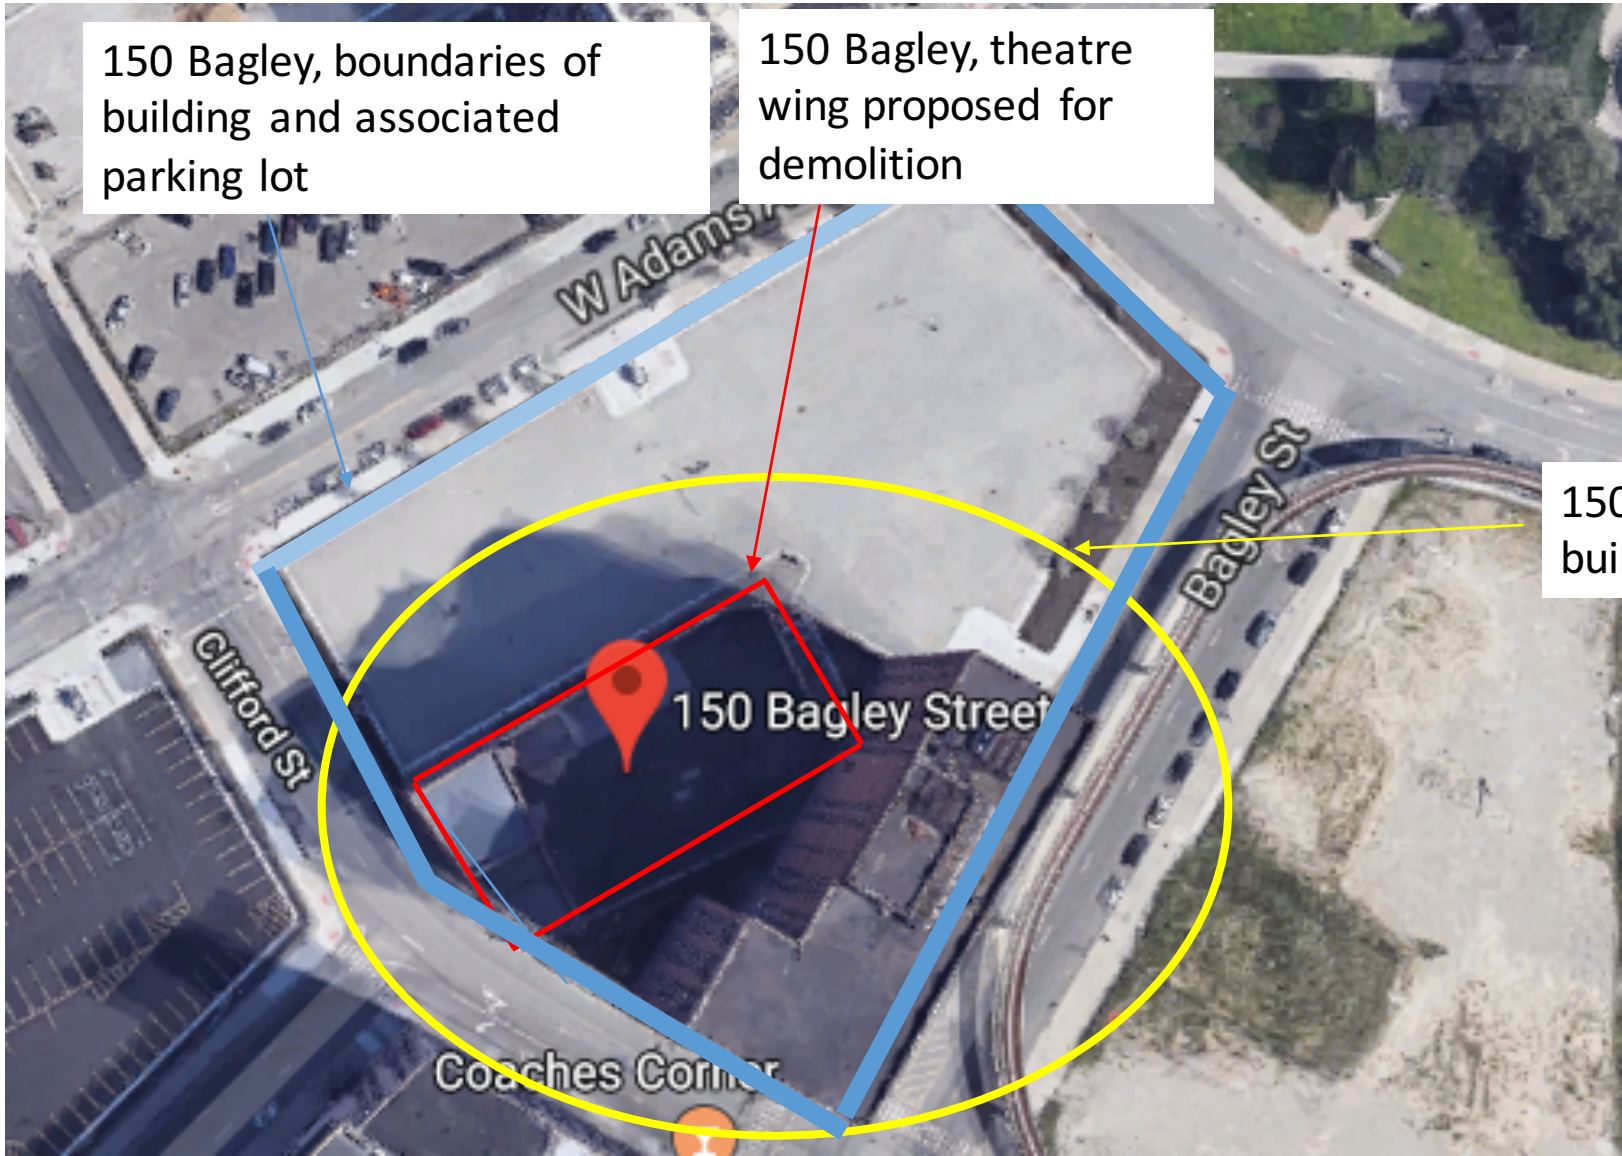 150 Bagley, boundaries of
building and associated
parking lot
150 Bagley, theatre
wing proposed for
demolition
W Adams
150
Bagley St
150 Bagley Street
Clifford St
Coaches Corner